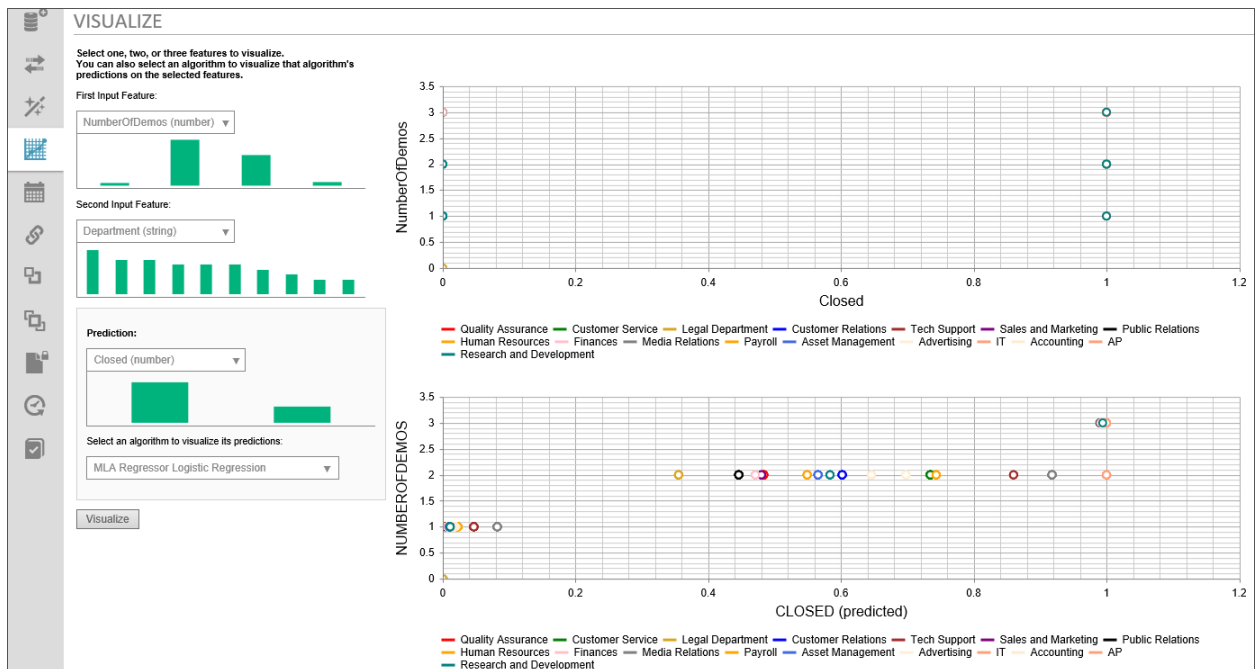 VISUALIZE
Select one, two, or three features to visualize.
You can also select an algorithm to visualize that algorithm's
predictions on the selected features.
First Input Feature:
NumberOfDemos (number)
Second Input Feature:
Department (string)
Prediction:
Closed (number)
Select an algorithm to visualize its predictions:
MLA Regressor Logistic Regression
Visualize
NumberOfDemos
3.5
3
2.5
2
1.5
1
0.5
0
0 0.2 0.4 0.6 0.8 1 1.2
Closed
Quality Assurance Customer Service Legal Department Customer Relations Tech Support Sales and Marketing Public Relations
Human Resources Finances Media Relations Payroll Asset Management Advertising IT Accounting AP
Research and Development
NUMBEROFDEMOS
3.5
3
2.5
2
1.5
1
0.5
0
0 0.2 0.4 0.6 0.8 1 1.2
CLOSED (predicted)
Quality Assurance Customer Service Legal Department Customer Relations Tech Support Sales and Marketing Public Relations
Human Resources Finances Media Relations Payroll Asset Management Advertising IT Accounting AP
Research and Development